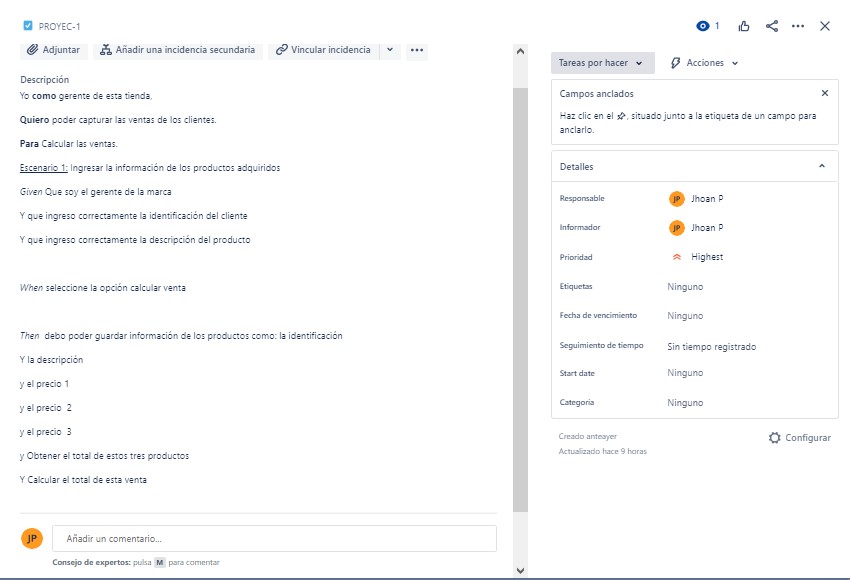 PROYEC-1
1
Adjuntar
Añadir una incidencia secundaria
Vincular incidencia
Descripción
Yo como gerente de esta tienda,
Quiero poder capturar las ventas de los clientes.
Para Calcular las ventas.
Escenario 1: Ingresar la información de los productos adquiridos
Given Que soy el gerente de la marca
Y que ingreso correctamente la identificación del cliente
Y que ingreso correctamente la descripción del producto
When seleccione la opción calcular venta
Then debo poder guardar información de los productos como: la identificación
Y la descripción
y el precio 1
y el precio 2
y el precio 3
y Obtener el total de estos tres productos
Y Calcular el total de esta venta
JP
Añadir un comentario...
Consejo de expertos: pulsa M para comentar
Tareas por hacer
Acciones
Campos anclados
Haz clic en el , situado junto a la etiqueta de un campo para
anclarlo.
Detalles
Responsable JP Jhoan P
Informador JP Jhoan P
Prioridad Highest
Etiquetas Ninguno
Fecha de vencimiento Ninguno
Seguimiento de tiempo Sin tiempo registrado
Start date Ninguno
Categoría Ninguno
Creado anteayer
Configurar
Actualizado hace 9 horas